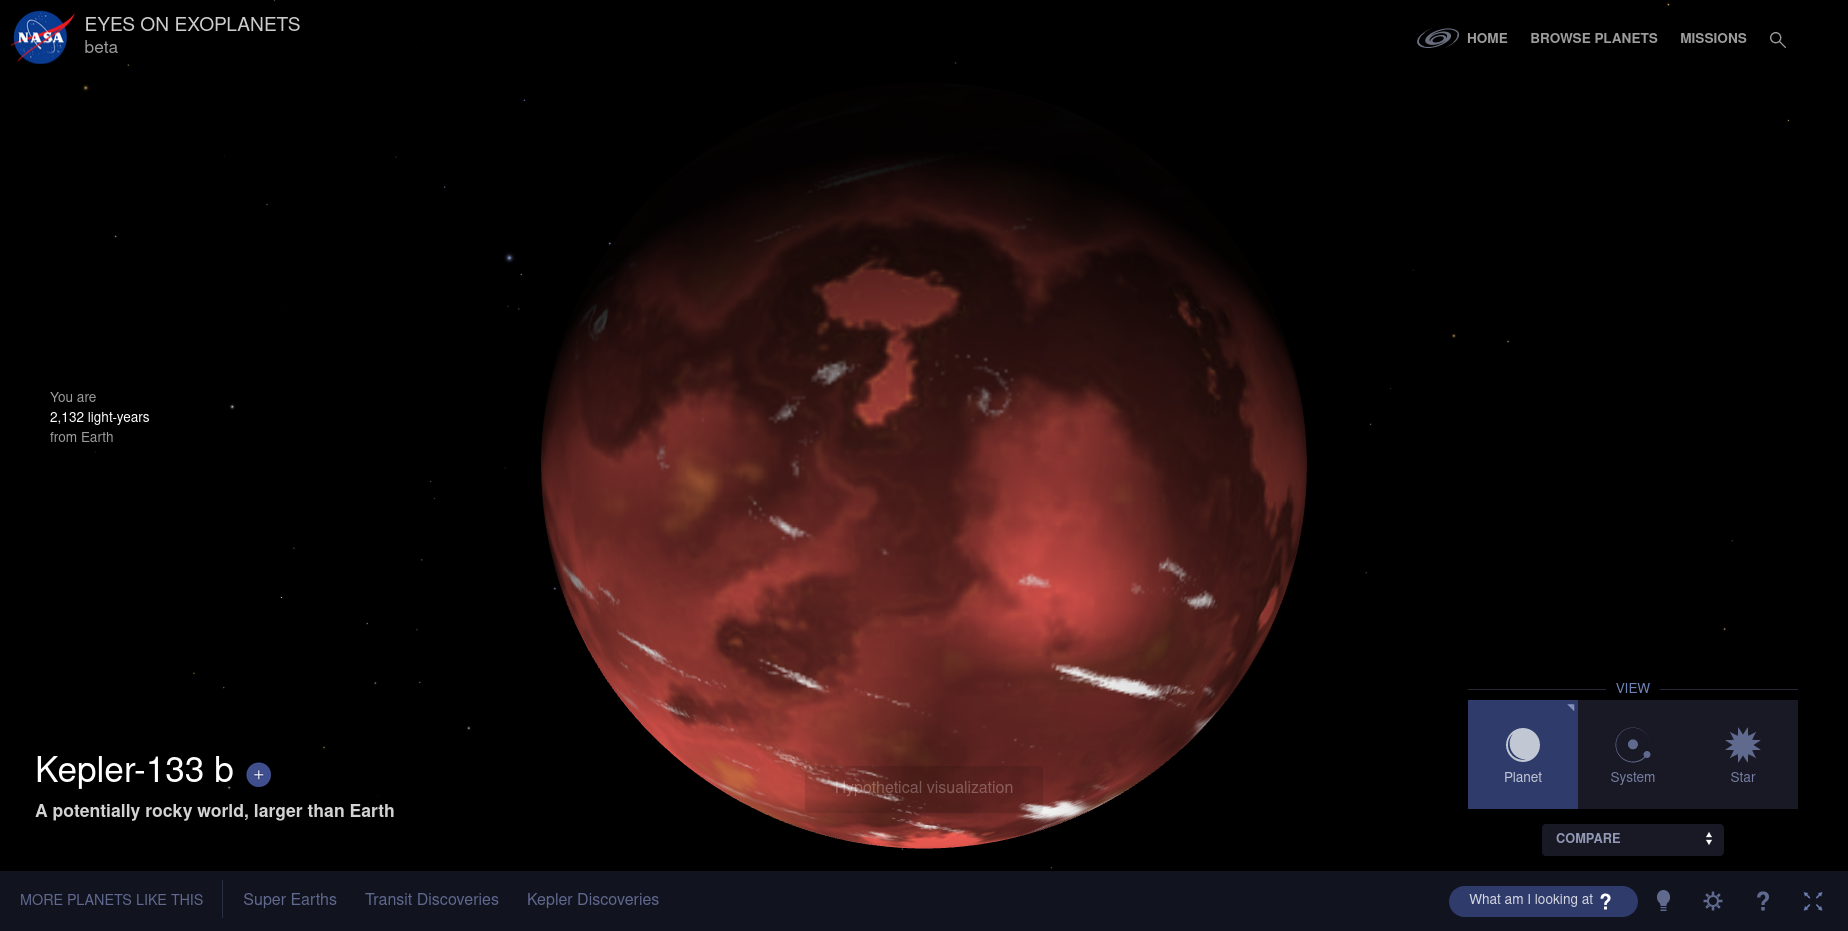 NASA
EYES ON EXOPLANETS
beta
HOME
BROWSE PLANETS
MISSIONS
You are
2,132 light-years
from Earth
Kepler-133 b +
A potentially rocky world, larger than Earth
Hypothetical visualization
VIEW
Planet
System
Star
COMPARE
MORE PLANETS LIKE THIS
Super Earths
Transit Discoveries
Kepler Discoveries
What am I looking at ?
?